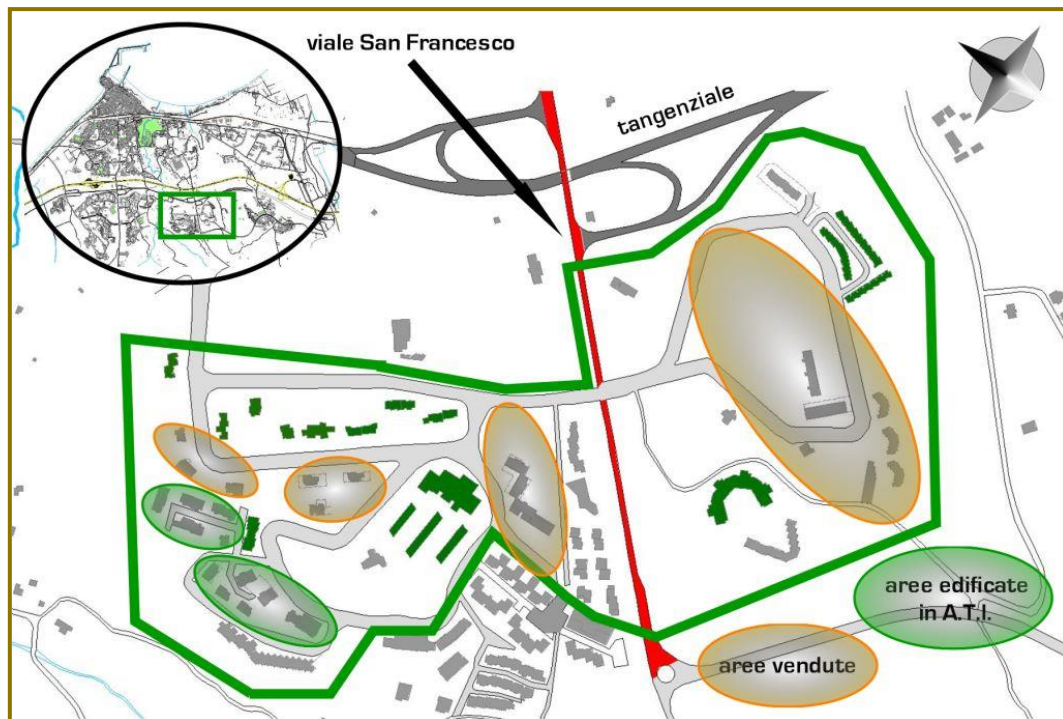 viale San Francesco
tangenziale
aree edificate
in A.T.I.
aree vendute